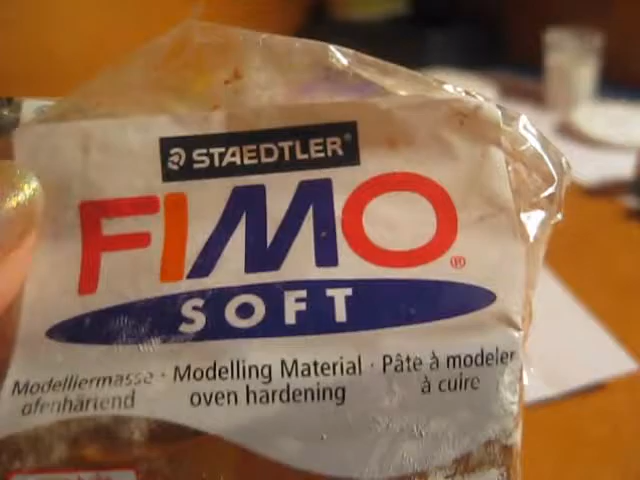 STAEDTLER®
FIMO®
SOFT
Modelliermasse · Modelling Material · Pâte à modeler
ofenhärtend oven hardening à cuire